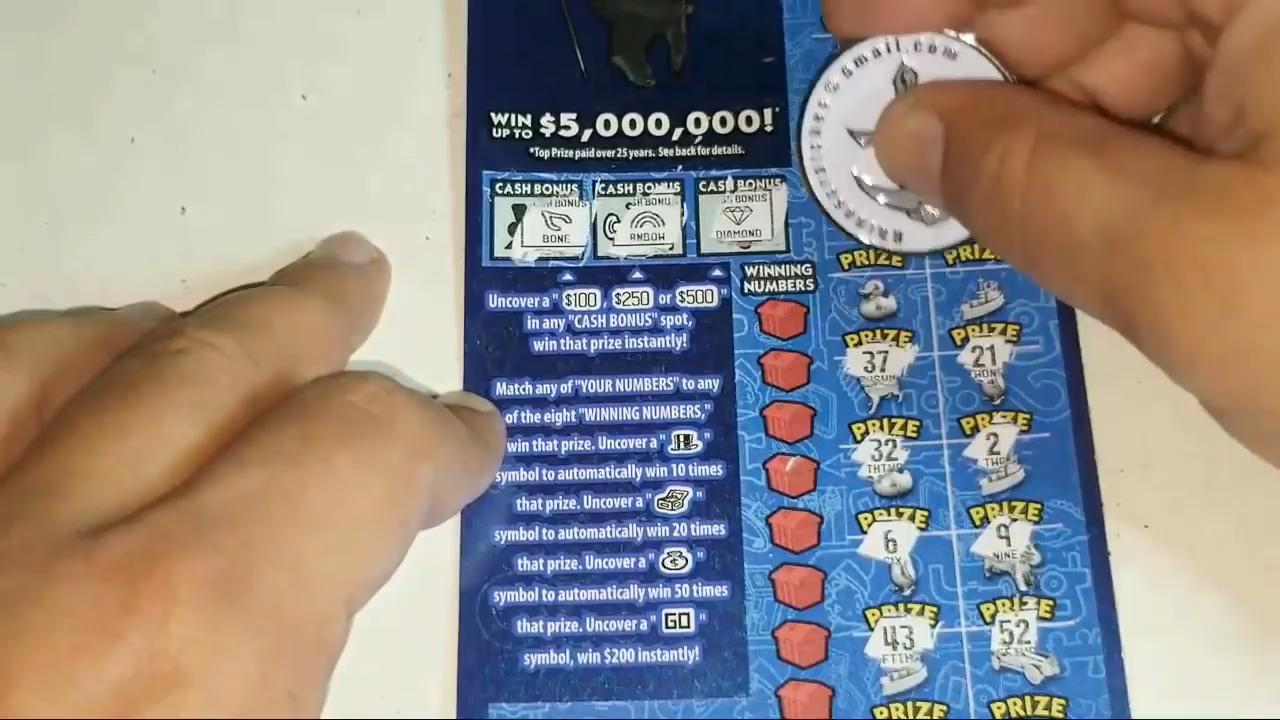 WIN UP TO $5,000,000!*
*Top Prize paid over 25 years. See back for details.
CASH BONUS CASH BONUS CASH BONUS
BONE RNBOW DIAMOND
Uncover a "$100, $250 or $500"
in any "CASH BONUS" spot,
win that prize instantly!
Match any of "YOUR NUMBERS" to any
of the eight "WINNING NUMBERS,"
win that prize. Uncover a " "
symbol to automatically win 10 times
that prize. Uncover a " "
symbol to automatically win 20 times
that prize. Uncover a " "
symbol to automatically win 50 times
that prize. Uncover a "GO"
symbol, win $200 instantly!
WINNING
NUMBERS
@gmail.com
PRIZE PRIZE
PRIZE PRIZE
37 21
PRIZE PRIZE
32 2
PRIZE PRIZE
6 9
SIX NINE
PRIZE PRIZE
43 52
PRIZE PRIZE